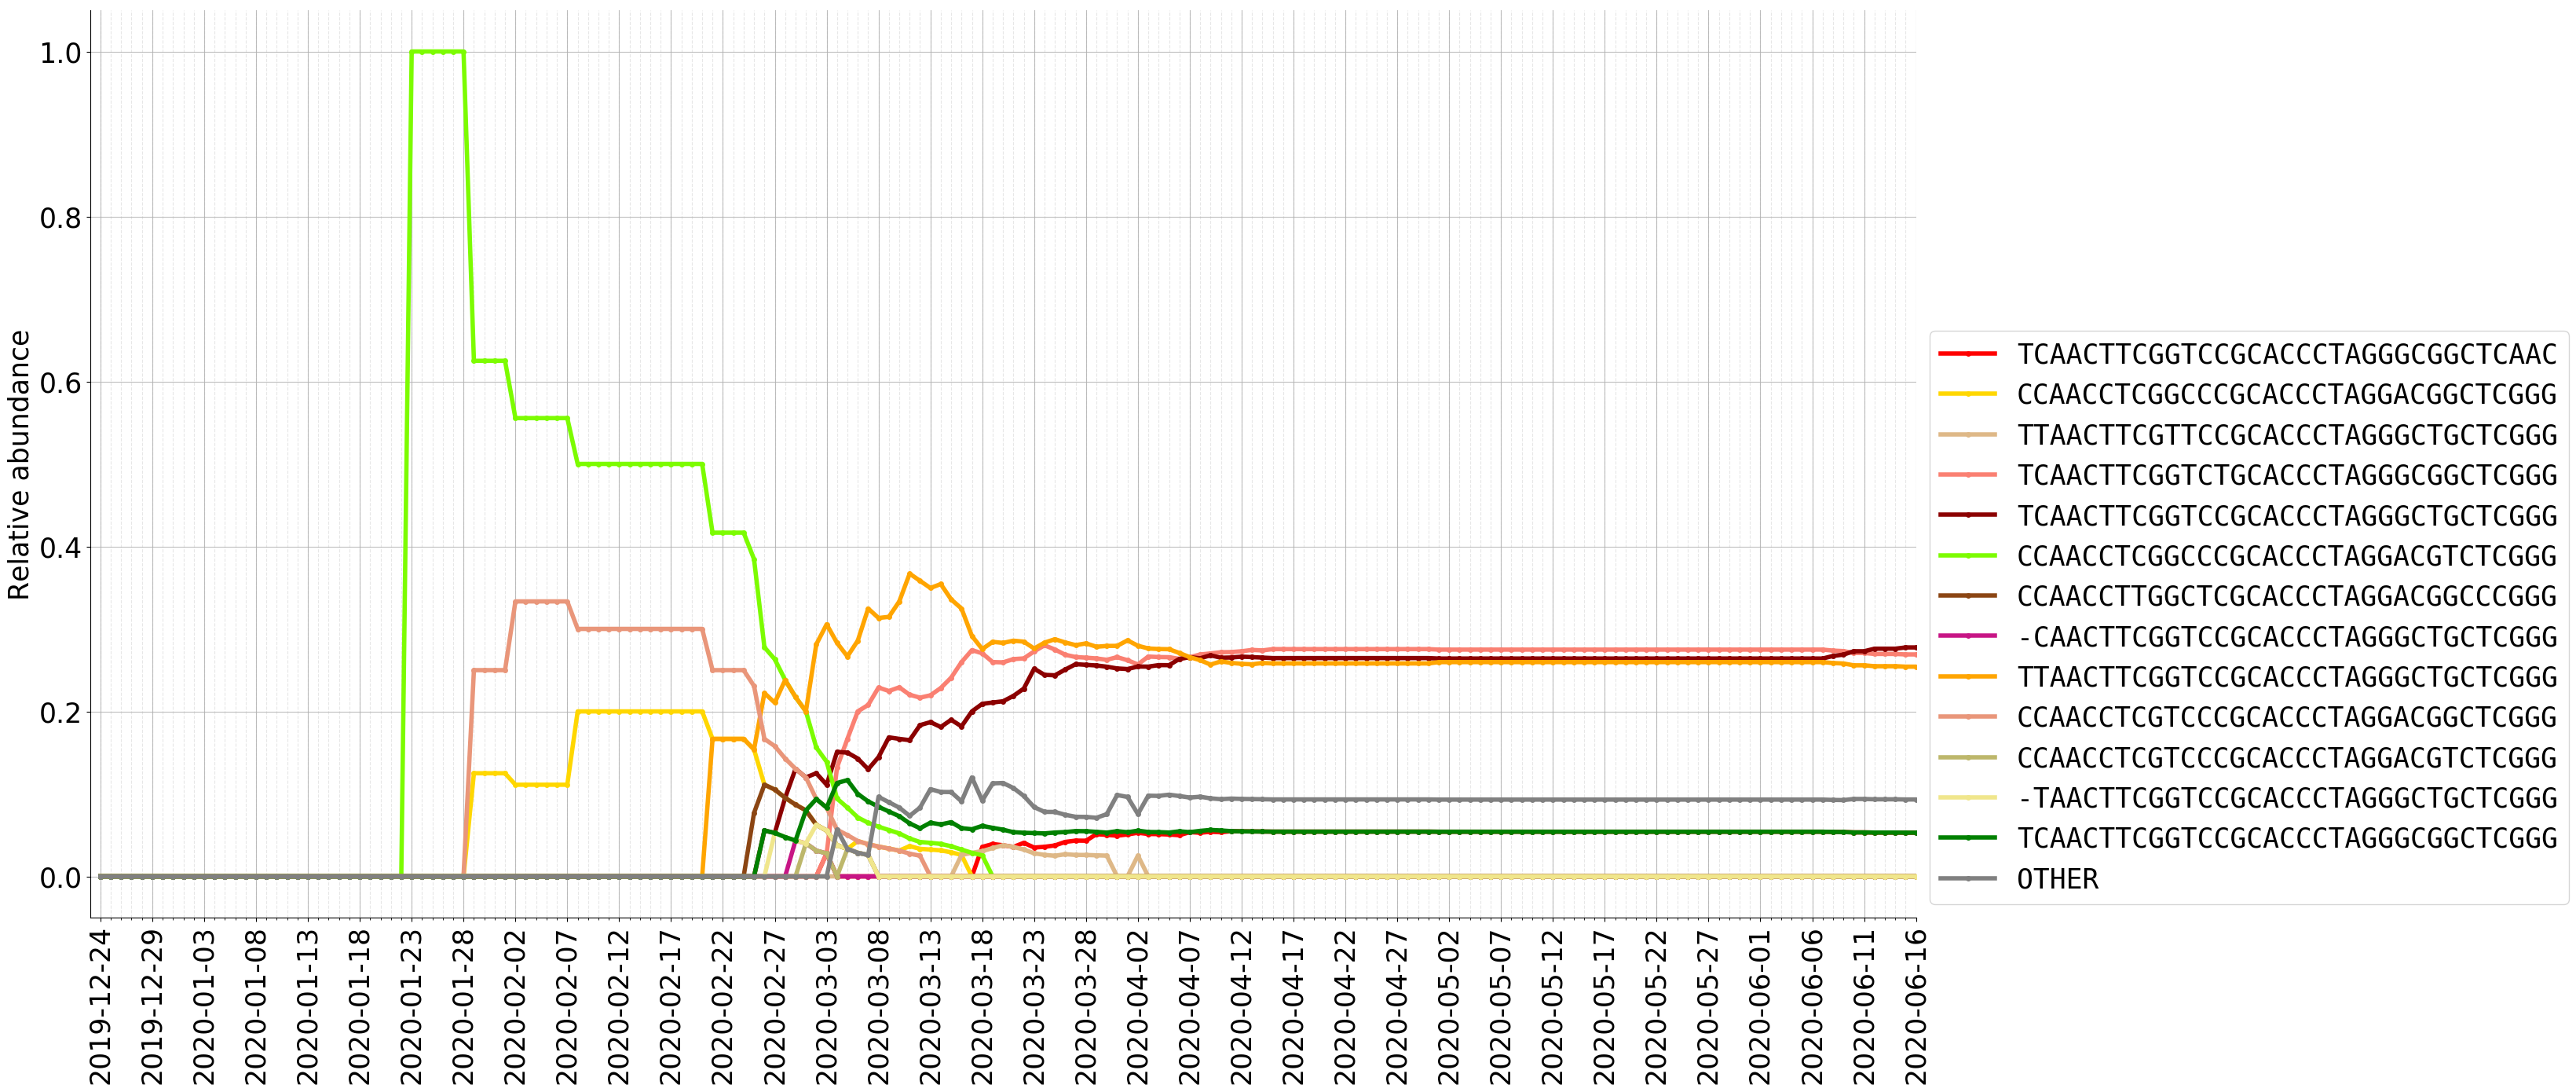 1.0
0.8
0.6
0.4
0.2
0.0
Relative abundance
2019-12-24
2019-12-29
2020-01-03
2020-01-08
2020-01-13
2020-01-18
2020-01-23
2020-01-28
2020-02-02
2020-02-07
2020-02-12
2020-02-17
2020-02-22
2020-02-27
2020-03-03
2020-03-08
2020-03-13
2020-03-18
2020-03-23
2020-03-28
2020-04-02
2020-04-07
2020-04-12
2020-04-17
2020-04-22
2020-04-27
2020-05-02
2020-05-07
2020-05-12
2020-05-17
2020-05-22
2020-05-27
2020-06-01
2020-06-06
2020-06-11
2020-06-16
TCAACTTCGGTCCGCACCCTAGGGCGGCTCAAC
CCAACCTCGGCCCGCACCCTAGGACGGCTCGGG
TTAACTTCGTTCCGCACCCTAGGGCTGCTCGGG
TCAACTTCGGTCTGCACCCTAGGGCGGCTCGGG
TCAACTTCGGTCCGCACCCTAGGGCTGCTCGGG
CCAACCTCGGCCCGCACCCTAGGACGTCTCGGG
CCAACCTTGGCTCGCACCCTAGGACGGCCCGGG
-CAACTTCGGTCCGCACCCTAGGGCTGCTCGGG
TTAACTTCGGTCCGCACCCTAGGGCTGCTCGGG
CCAACCTCGTCCCGCACCCTAGGACGGCTCGGG
CCAACCTCGTCCCGCACCCTAGGACGTCTCGGG
-TAACTTCGGTCCGCACCCTAGGGCTGCTCGGG
TCAACTTCGGTCCGCACCCTAGGGCGGCTCGGG
OTHER